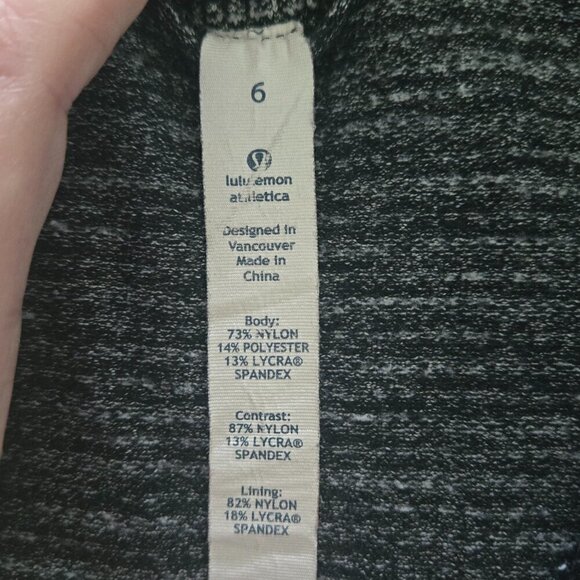 6
lululemon
athletica
Designed in
Vancouver
Made in
China
Body:
73% NYLON
14% POLYESTER
13% LYCRA®
SPANDEX
Contrast:
87% NYLON
13% LYCRA®
SPANDEX
Lining:
82% NYLON
18% LYCRA®
SPANDEX